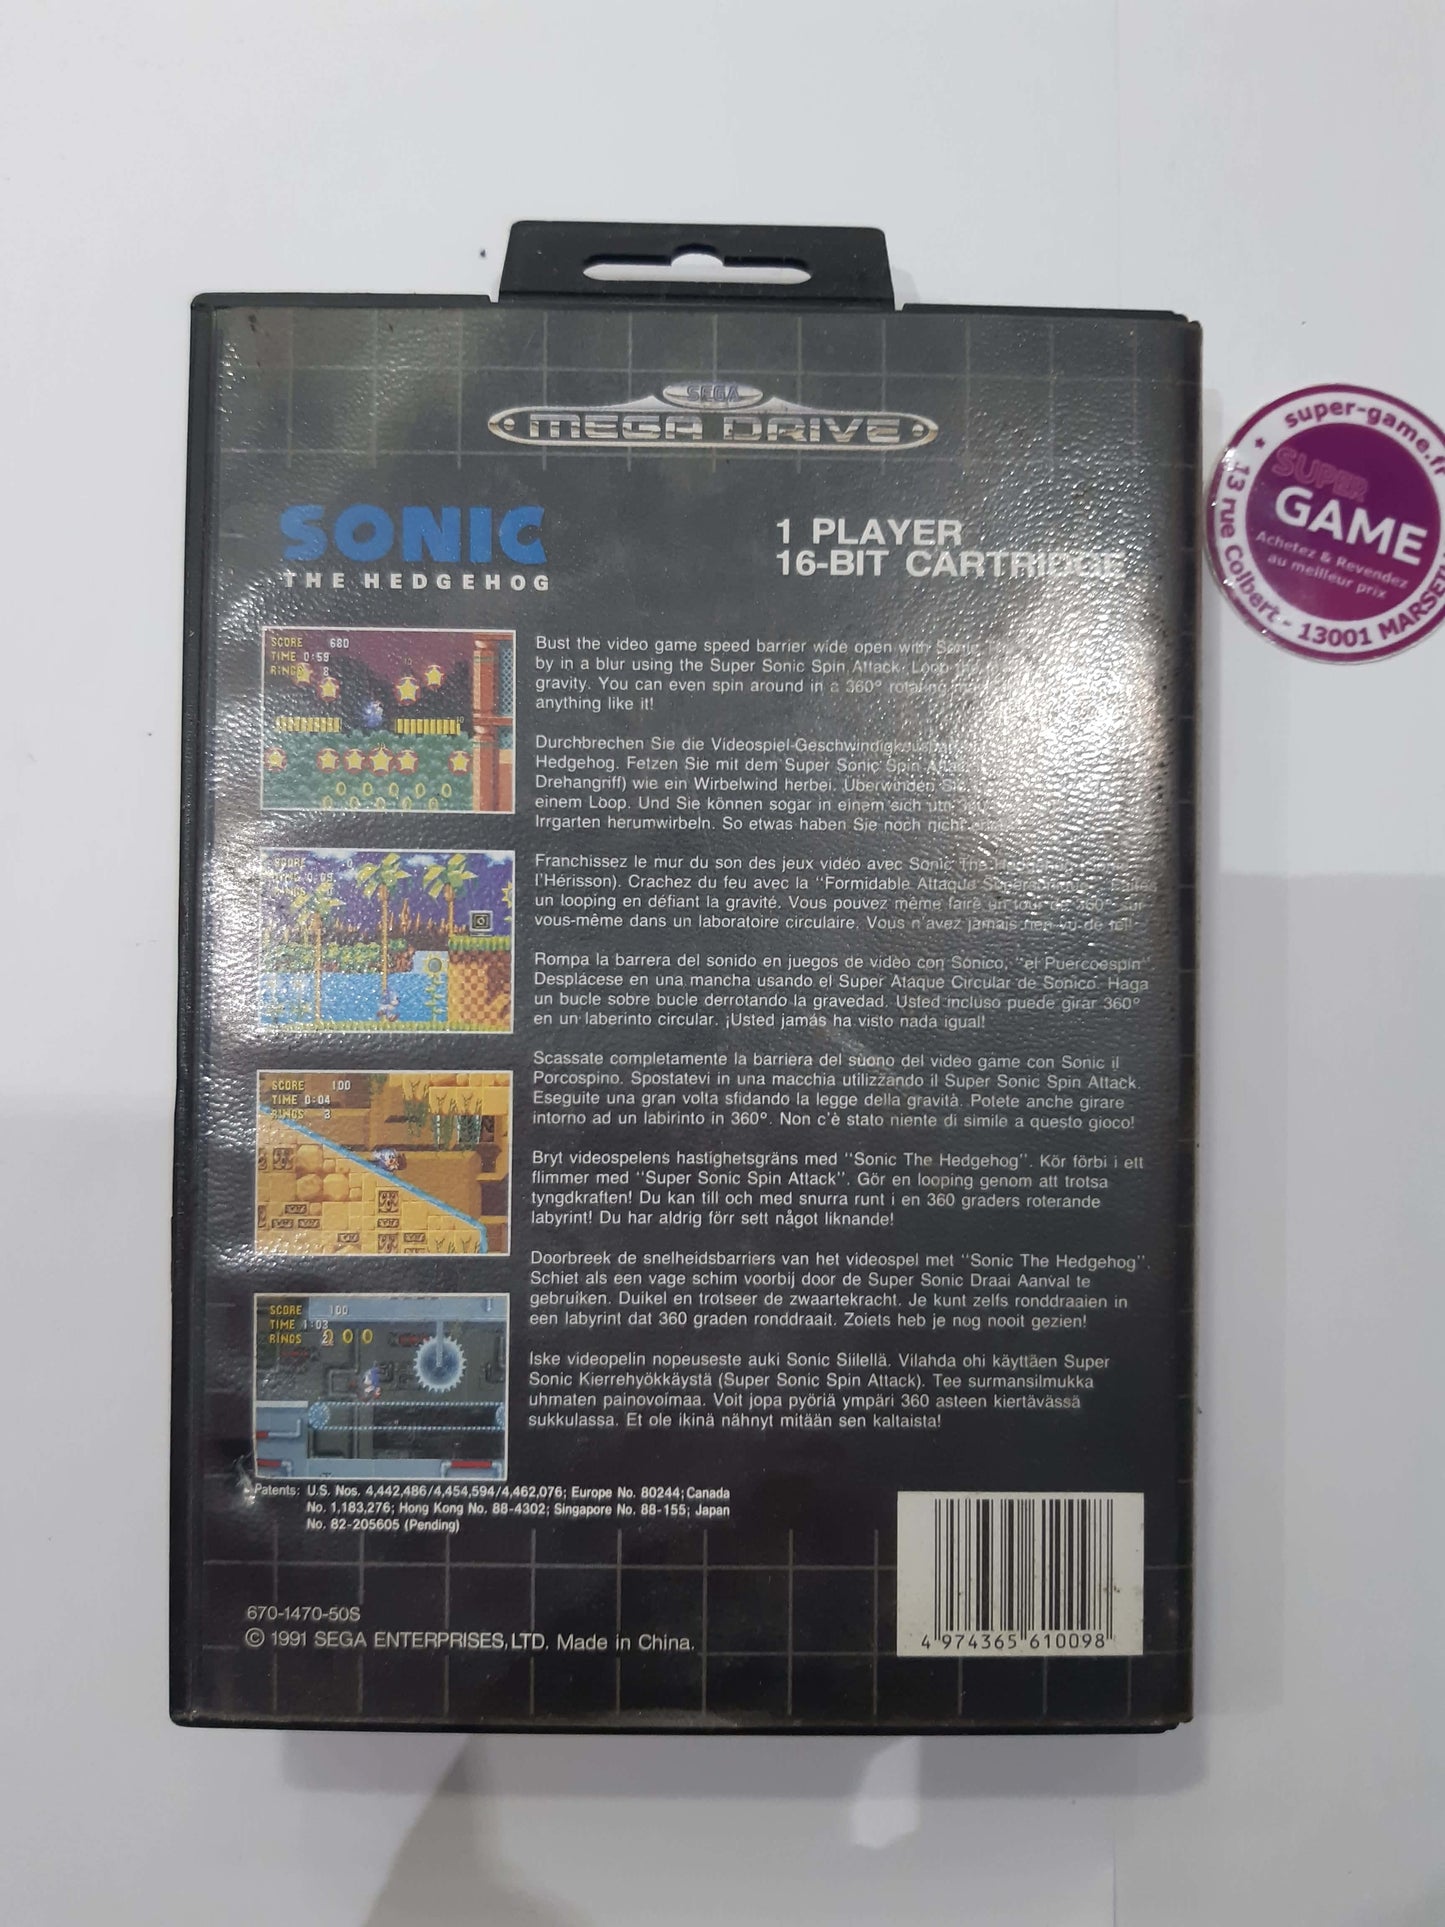 SEGA
MEGA DRIVE
SONIC
THE HEDGEHOG
1 PLAYER
16-BIT CARTRIDGE
SCORE 680
TIME 0:59
RINGS 8
Bust the video game speed barrier wide open with Sonic
by in a blur using the Super Sonic Spin Attack. Loop
gravity. You can even spin around in a 360° rotating
anything like it!
Durchbrechen Sie die Videospiel-Geschwindigkeits
Hedgehog. Fetzen Sie mit dem Super Sonic Spin
Drehangriff) wie ein Wirbelwind herbei. Überwinden Sie
einem Loop. Und Sie können sogar in einem sich um
Irrgarten herumwirbeln. So etwas haben Sie noch nicht
SCORE 0
TIME 0:09
RINGS
Franchissez le mur du son des jeux vidéo avec Sonic The
l'Hérisson). Crachez du feu avec la "Formidable Attaque Supersonique". Faites
un looping en défiant la gravité. Vous pouvez même faire un tour de 360° sur
vous-même dans un laboratoire circulaire. Vous n'avez jamais rien vu de tel!
Rompa la barrera del sonido en juegos de video con Sonico, "el Puercoespin".
Desplácese en una mancha usando el Super Ataque Circular de Sonico. Haga
un bucle sobre bucle derrotando la gravedad. Usted incluso puede girar 360°
en un laberinto circular. ¡Usted jamás ha visto nada igual!
SCORE 100
TIME 0:04
RINGS 3
Scassate completamente la barriera del suono del video game con Sonic il
Porcospino. Spostatevi in una macchia utilizzando il Super Sonic Spin Attack.
Eseguite una gran volta sfidando la legge della gravità. Potete anche girare
intorno ad un labirinto in 360°. Non c'è stato niente di simile a questo gioco!
Bryt videospelens hastighetsgräns med "Sonic The Hedgehog". Kör förbi i ett
flimmer med "Super Sonic Spin Attack". Gör en looping genom att trotsa
tyngdkraften! Du kan till och med snurra runt i en 360 graders roterande
labyrint! Du har aldrig förr sett något liknande!
SCORE 100
TIME 1:03
RINGS 2
Doorbreek de snelheidsbarriers van het videospel met "Sonic The Hedgehog".
Schiet als een vage schim voorbij door de Super Sonic Draai Aanval te
gebruiken. Duikel en trotseer de zwaartekracht. Je kunt zelfs ronddraaien in
een labyrint dat 360 graden ronddraait. Zoiets heb je nog nooit gezien!
Iske videopelin nopeuseste auki Sonic Siilellä. Vilahda ohi käyttäen Super
Sonic Kierrehyökkäystä (Super Sonic Spin Attack). Tee surmansilmukka
uhmaten painovoimaa. Voit jopa pyöriä ympäri 360 asteen kiertävässä
sukkulassa. Et ole ikinä nähnyt mitään sen kaltaista!
Patents: U.S. Nos. 4,442,486/4,454,594/4,462,076; Europe No. 80244; Canada
No. 1,183,276; Hong Kong No. 88-4302; Singapore No. 88-155; Japan
No. 82-205605 (Pending)
670-1470-50S
© 1991 SEGA ENTERPRISES, LTD. Made in China.
4 974365 610098
super-game.fr
SUPER
GAME
Achetez & Revendez
au meilleur prix
13 rue Colbert - 13001 MARSEI